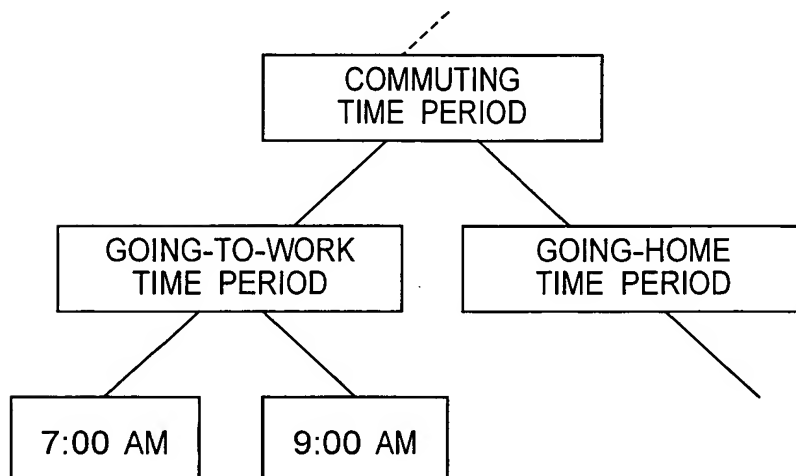 COMMUTING
TIME PERIOD
GOING-TO-WORK
TIME PERIOD
GOING-HOME
TIME PERIOD
7:00 AM
9:00 AM